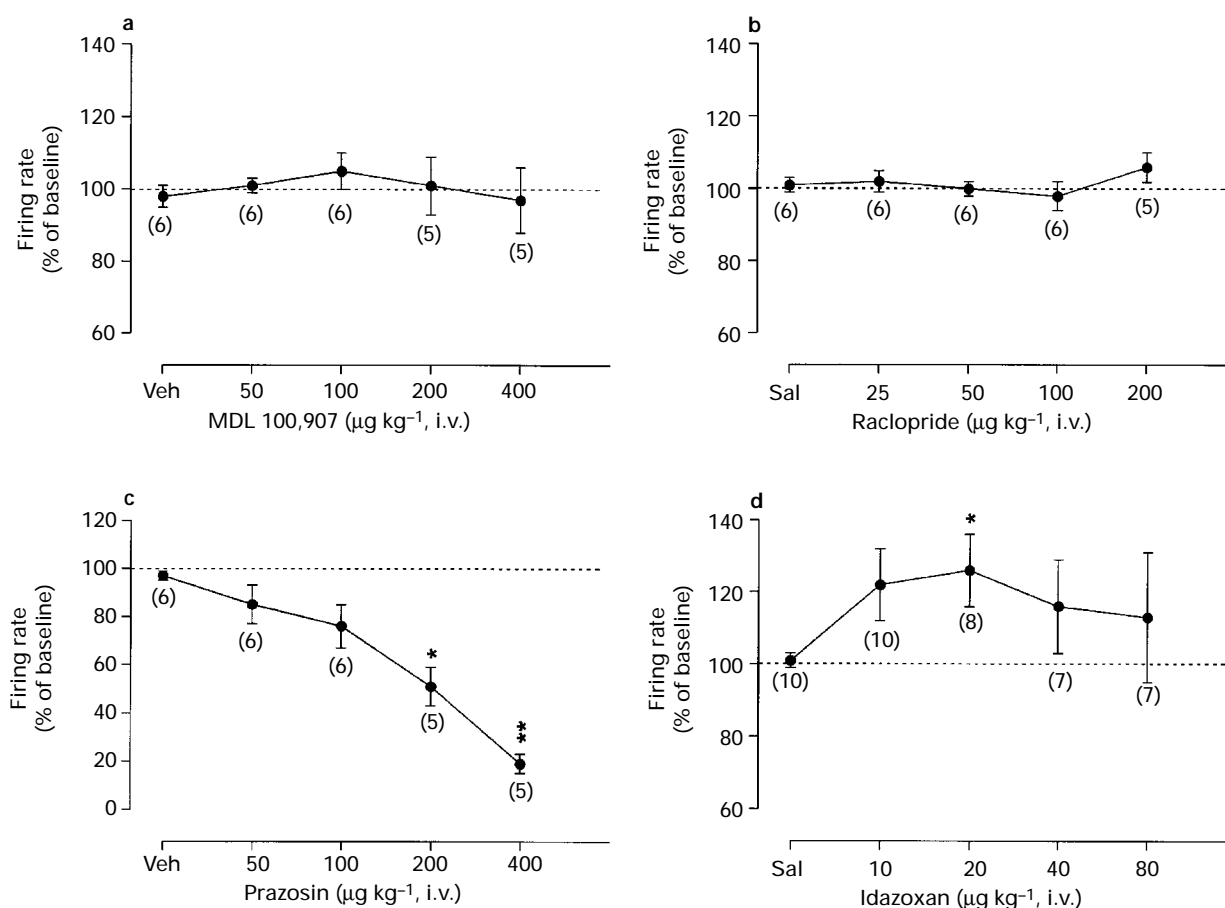 a
140
120
100
80
60
Firing rate
(% of baseline)
(6)
(6)
(6)
(5)
(5)
Veh 50 100 200 400
MDL 100,907 (µg kg⁻¹, i.v.)
b
140
120
100
80
60
Firing rate
(% of baseline)
(6)
(6)
(6)
(6)
(5)
Sal 25 50 100 200
Raclopride (µg kg⁻¹, i.v.)
c
120
100
80
60
40
20
0
Firing rate
(% of baseline)
(6)
(6)
(6)
*
(5)
*
*
(5)
Veh 50 100 200 400
Prazosin (µg kg⁻¹, i.v.)
d
140
120
100
80
60
Firing rate
(% of baseline)
(10)
(10)
*
(8)
(7)
(7)
Sal 10 20 40 80
Idazoxan (µg kg⁻¹, i.v.)